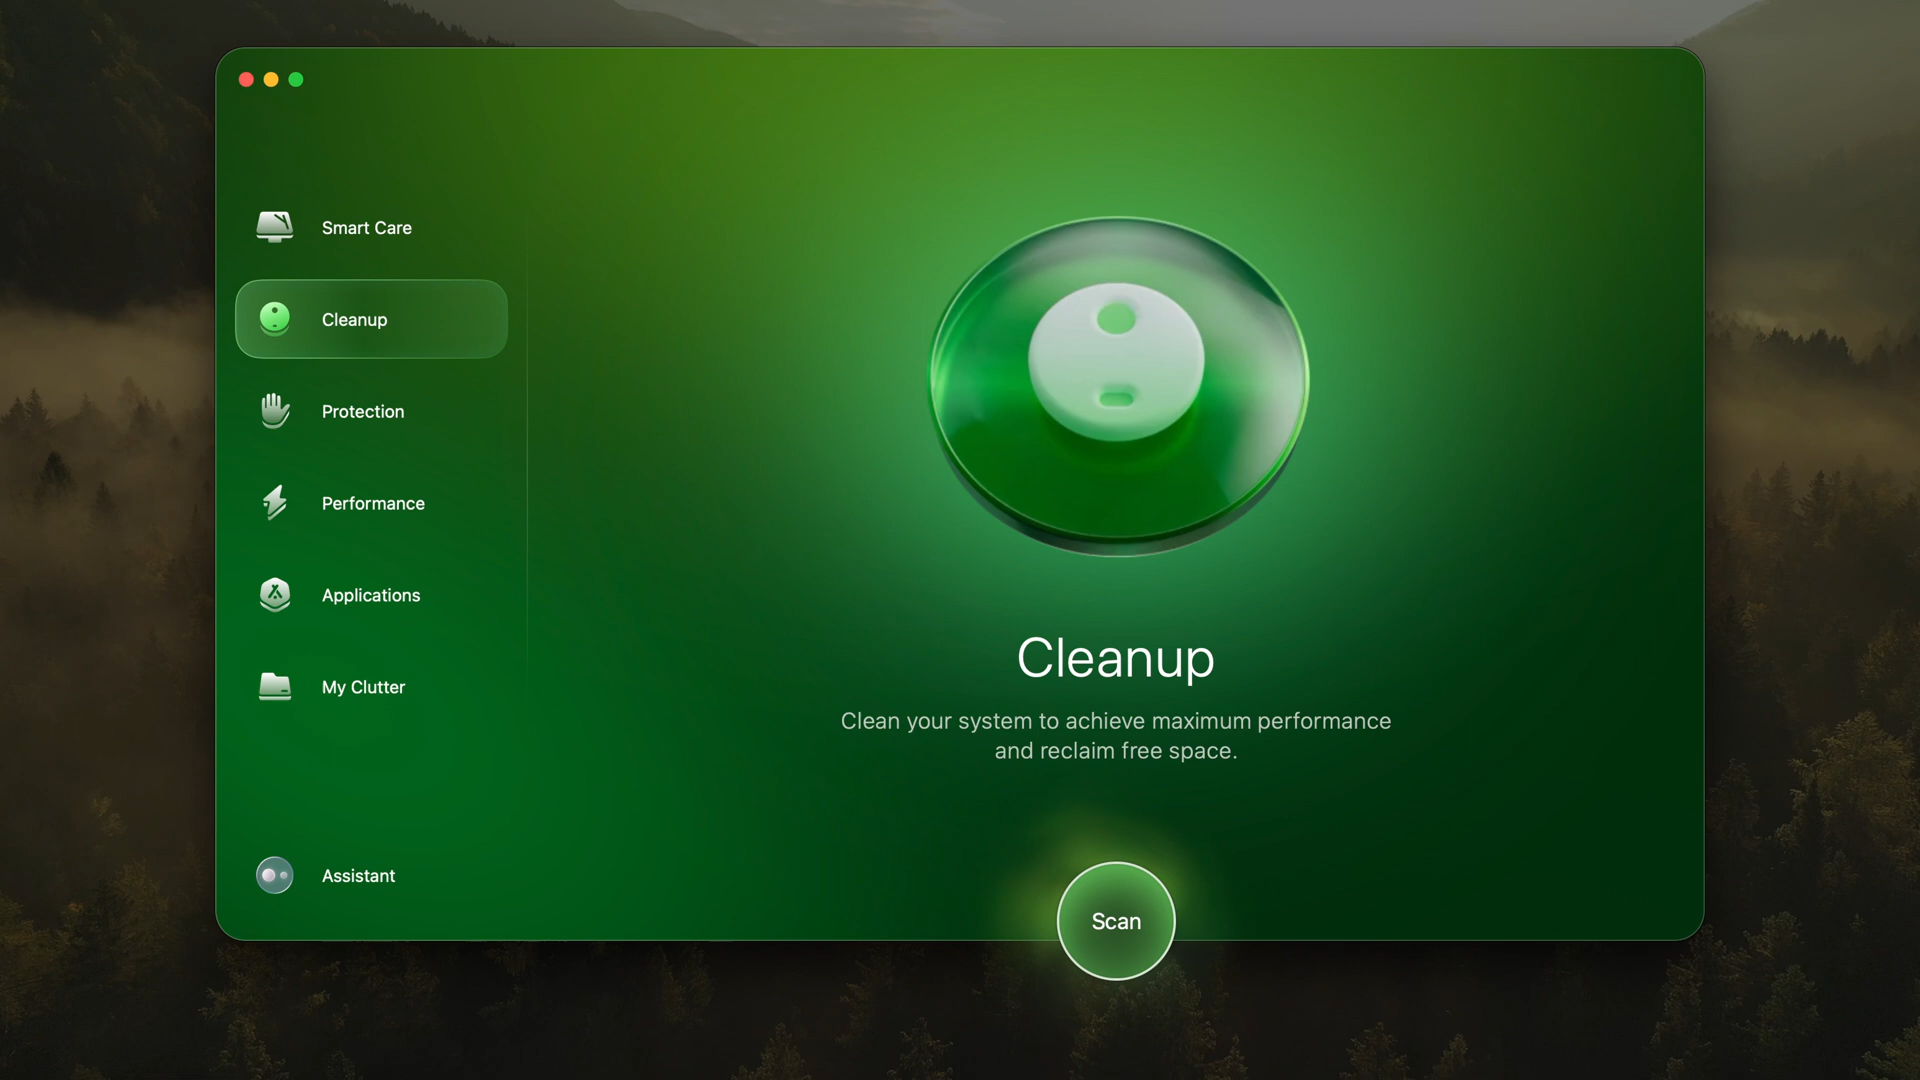 Smart Care
Cleanup
Protection
Performance
Applications
My Clutter
Assistant
Cleanup
Clean your system to achieve maximum performance
and reclaim free space.
Scan